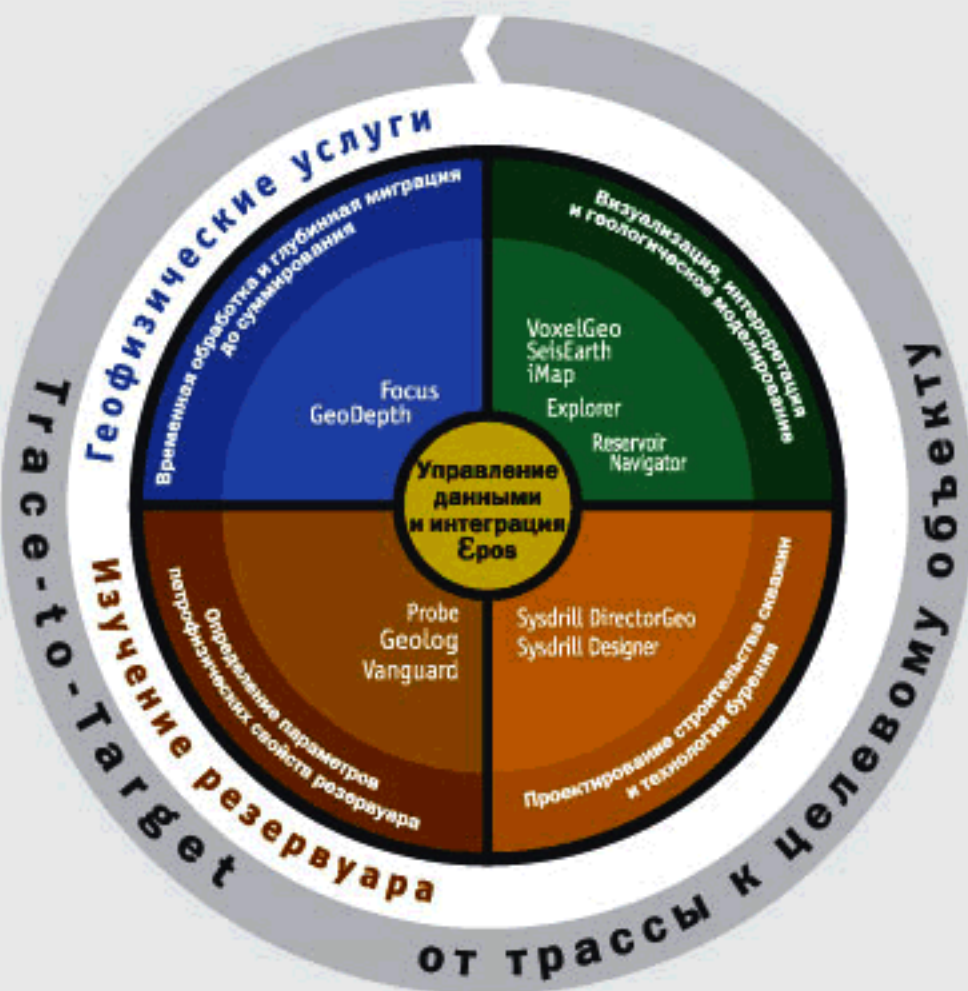 Геофизические услуги
Временная обработка и глубинная миграция
до суммирования
Focus
GeoDepth
Визуализация, интерпретация
и геологическое моделирование
VoxelGeo
SeisEarth
iMap
Explorer
Reservoir
Navigator
Управление
данными
и интеграция
Eров
Изучение резервуара
Определение параметров
петрофизических свойств резервуара
Probe
Geolog
Vanguard
Sysdrill DirectorGeo
Sysdrill Designer
Проектирование строительства скважин
и технология бурения
Trace-to-Target
от трассы к целевому объекту